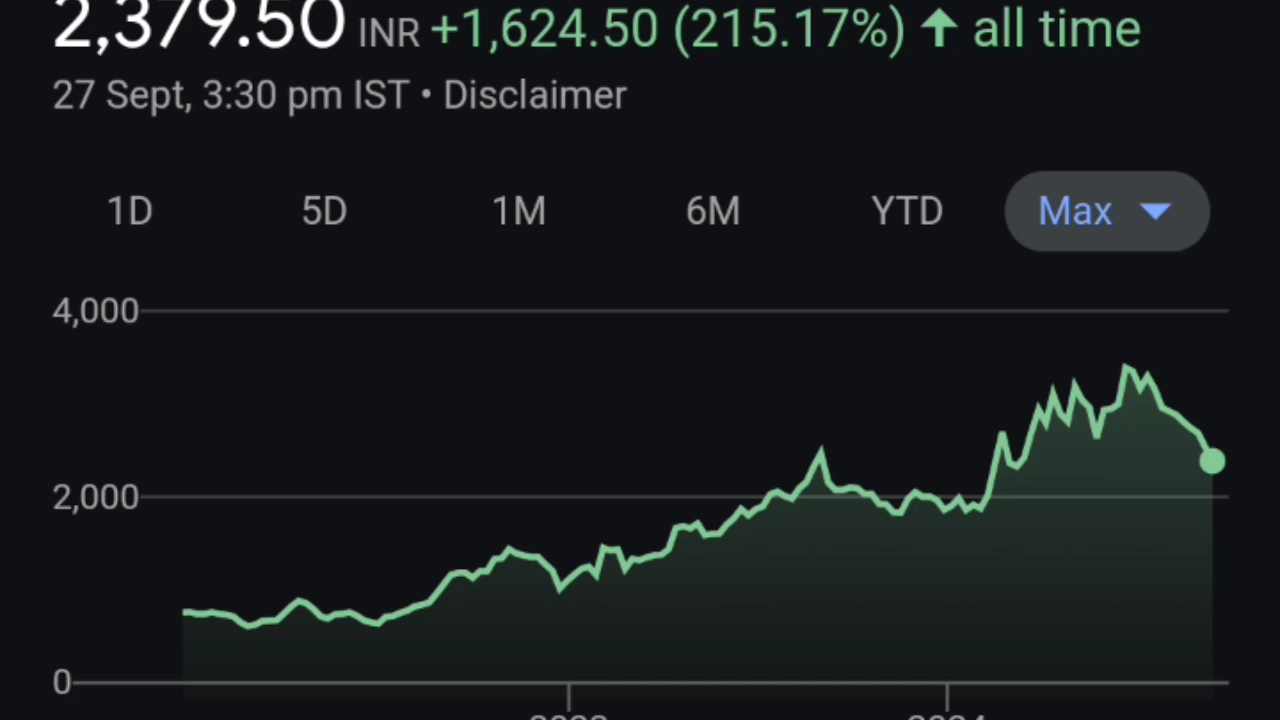 2,379.50 INR +1,624.50 (215.17%) ↑ all time
27 Sept, 3:30 pm IST • Disclaimer
1D 5D 1M 6M YTD Max
4,000
2,000
0